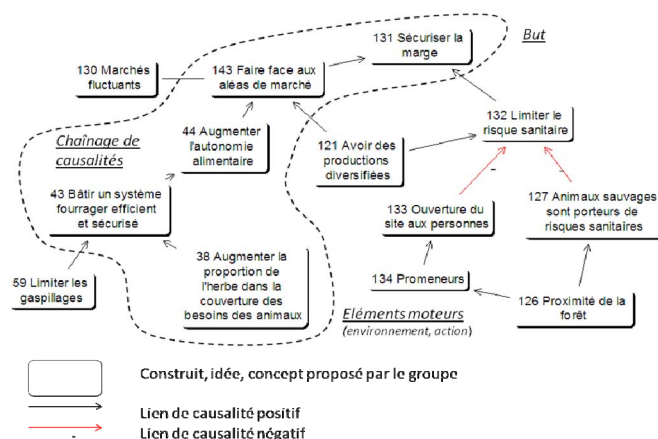 131 Sécuriser la
marge
But
130 Marchés
fluctuants
143 Faire face aux
aléas de marché
132 Limiter le
risque sanitaire
Chaînage de
causalités
44 Augmenter
l'autonomie
alimentaire
121 Avoir des
productions
diversifiées
-
-
43 Bâtir un système
fourrager efficient
et sécurisé
133 Ouverture du
site aux personnes
127 Animaux sauvages
sont porteurs de
risques sanitaires
59 Limiter les
gaspillages
38 Augmenter la
proportion de
l'herbe dans la
couverture des
besoins des animaux
134 Promeneurs
126 Proximité de la
forêt
Eléments moteurs
(environnement, action)
Construit, idée, concept proposé par le groupe
Lien de causalité positif
-
Lien de causalité négatif